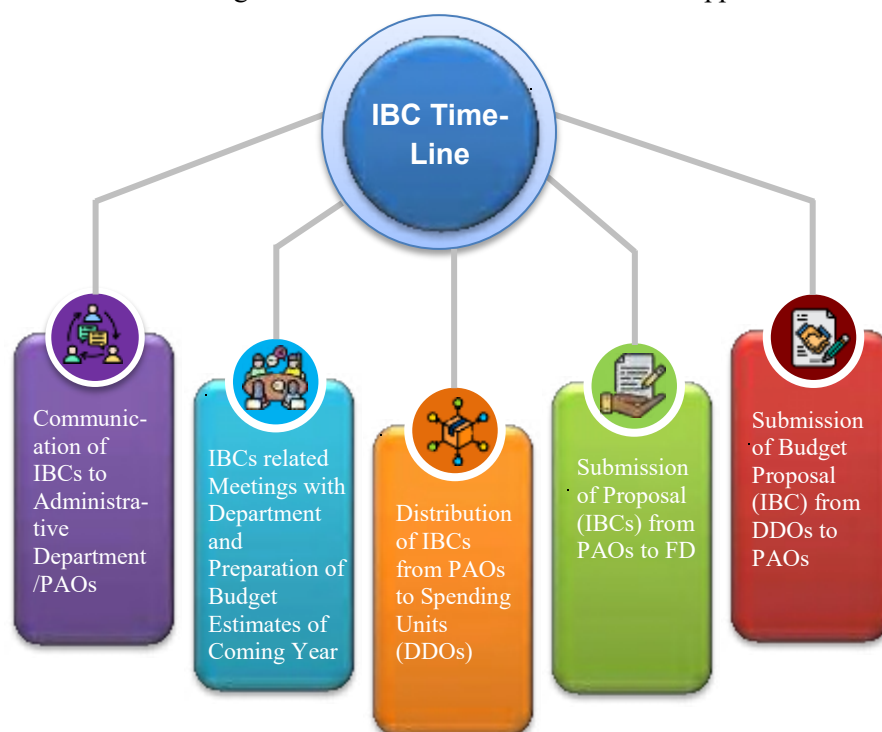 IBC Time-
Line
Communic-
ation of
IBCs to
Administra-
tive
Department
/PAOs
IBCs related
Meetings with
Department
and
Preparation of
Budget
Estimates of
Coming Year
Distribution
of IBCs
from PAOs
to Spending
Units
(DDOs)
Submission
of Proposal
(IBCs) from
PAOs to FD
Submission
of Budget
Proposal
(IBC) from
DDOs to
PAOs